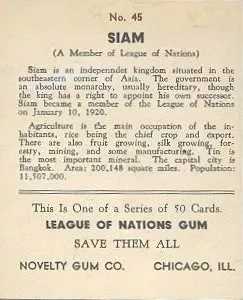 No. 45
SIAM
(A Member of League of Nations)
Siam is an indepenndet kingdom situated in the
southeastern corner of Asia. The government is
an absolute monarchy, usually hereditary, though
the king has a right to appoint his own successor.
Siam became a member of the League of Nations
on January 10, 1920.
Agriculture is the main occupation of the in-
habitants, rice being the chief crop and export.
There are also fruit growing, silk growing, for-
estry, mining, and some manufacturing. Tin is
the most important mineral. The capital city is
Bangkok. Area: 200,148 square miles. Population:
11,507,000.
This Is One of a Series of 50 Cards.
LEAGUE OF NATIONS GUM
SAVE THEM ALL
NOVELTY GUM CO. CHICAGO, ILL.